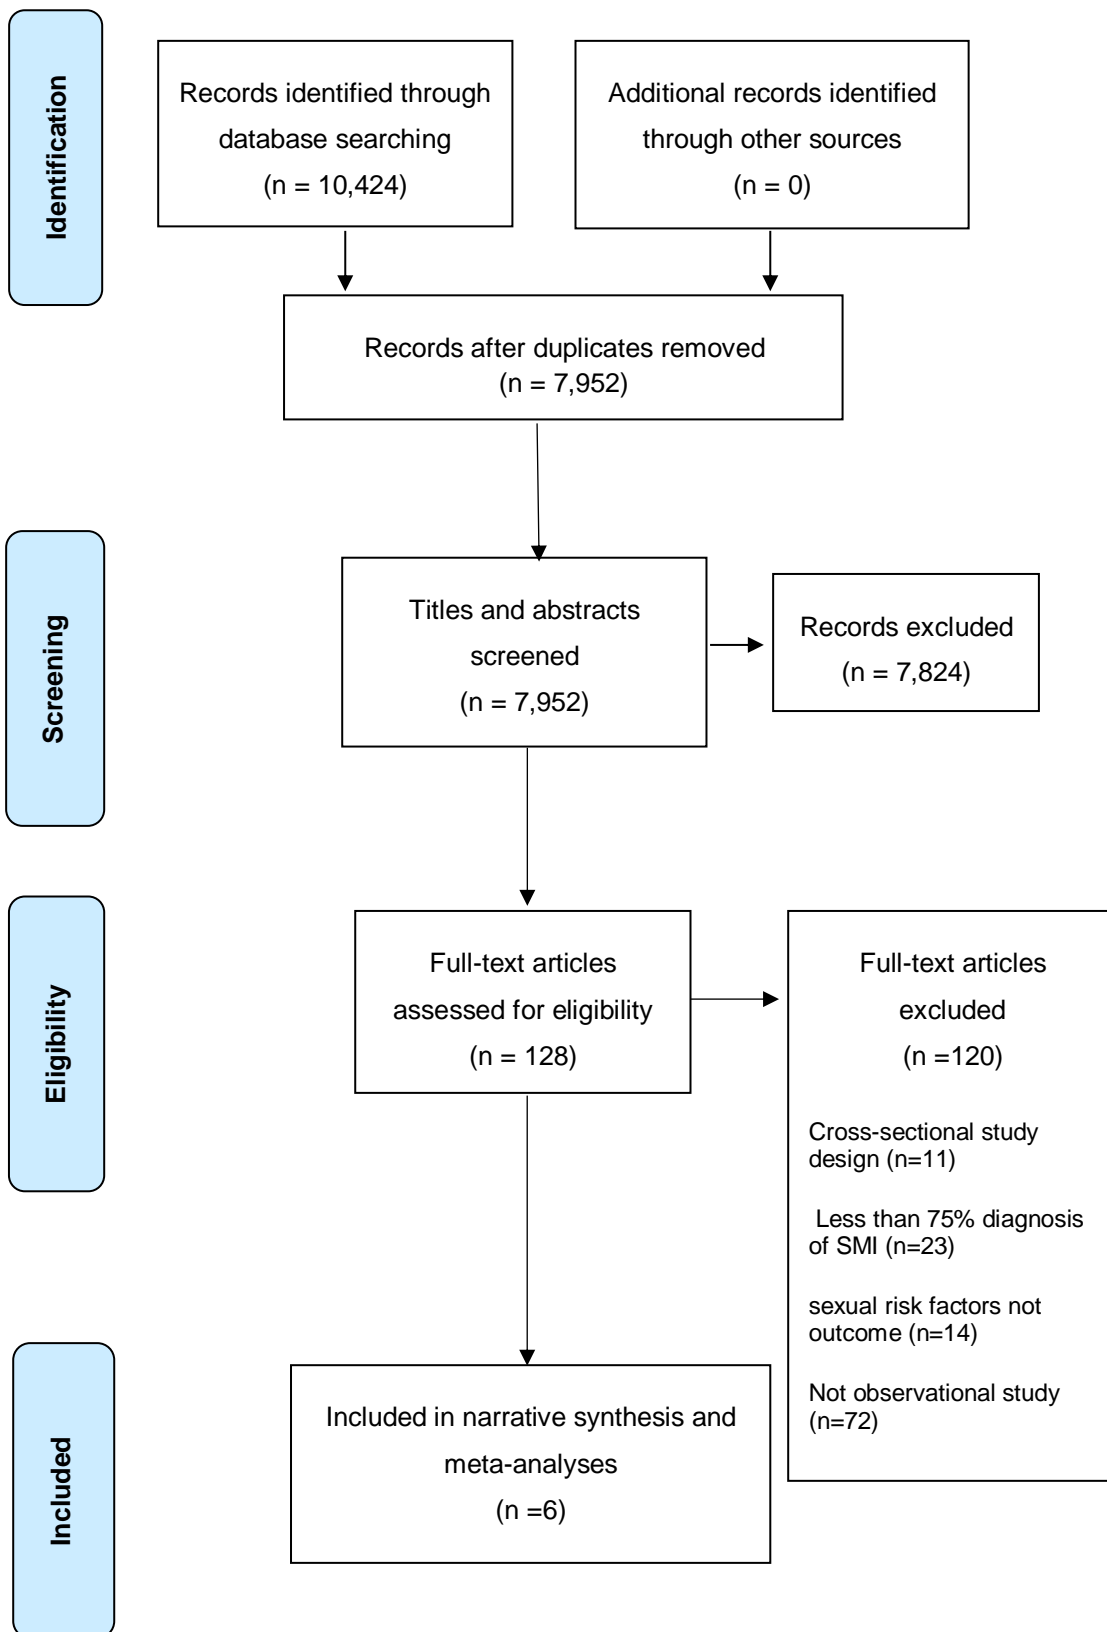 Identification
Records identified through
database searching
(n = 10,424)
Additional records identified
through other sources
(n = 0)
Records after duplicates removed
(n = 7,952)
Screening
Titles and abstracts
screened
(n = 7,952)
Records excluded
(n = 7,824)
Eligibility
Full-text articles
assessed for eligibility
(n = 128)
Full-text articles
excluded
(n =120)
Cross-sectional study
design (n=11)
Less than 75% diagnosis
of SMI (n=23)
sexual risk factors not
outcome (n=14)
Not observational study
(n=72)
Included
Included in narrative synthesis and
meta-analyses
(n =6)